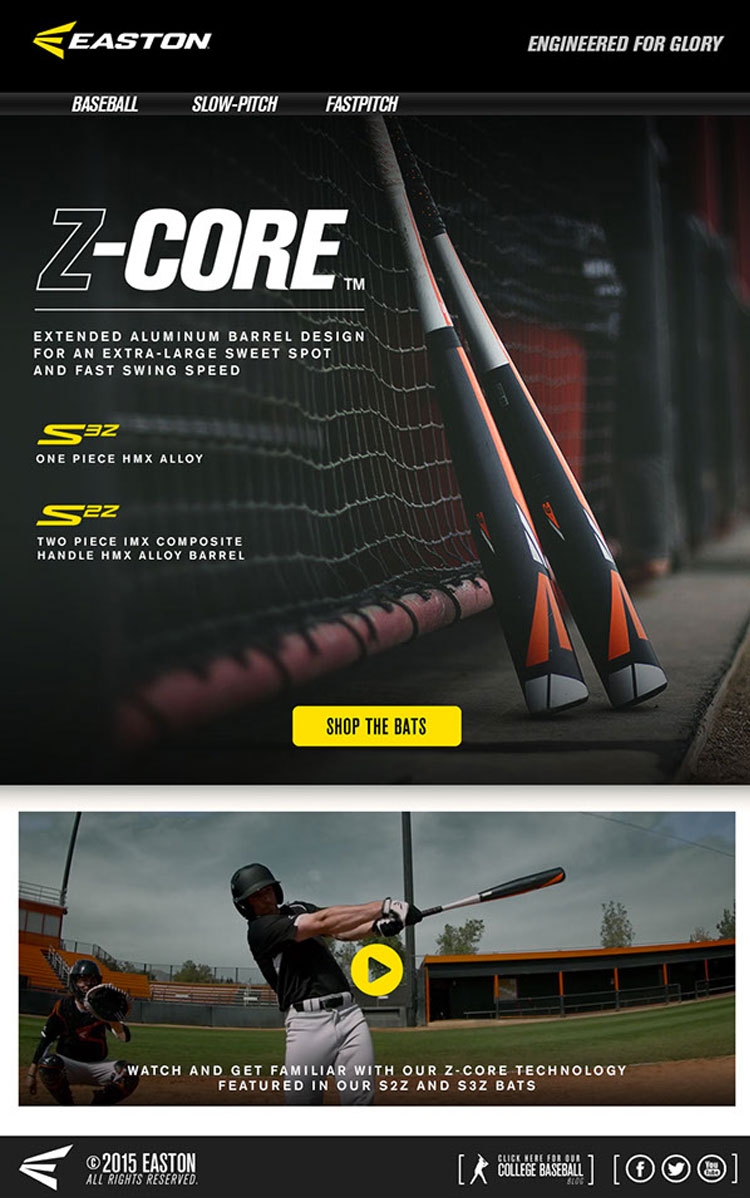 EASTON
ENGINEERED FOR GLORY
BASEBALL SLOW-PITCH FASTPITCH
Z-CORE™
EXTENDED ALUMINUM BARREL DESIGN
FOR AN EXTRA-LARGE SWEET SPOT
AND FAST SWING SPEED
S3Z
ONE PIECE HMX ALLOY
S2Z
TWO PIECE IMX COMPOSITE
HANDLE HMX ALLOY BARREL
SHOP THE BATS
WATCH AND GET FAMILIAR WITH OUR Z-CORE TECHNOLOGY
FEATURED IN OUR S2Z AND S3Z BATS
©2015 EASTON
ALL RIGHTS RESERVED.
CLICK HERE FOR OUR
COLLEGE BASEBALL
BLOG
You
Tube